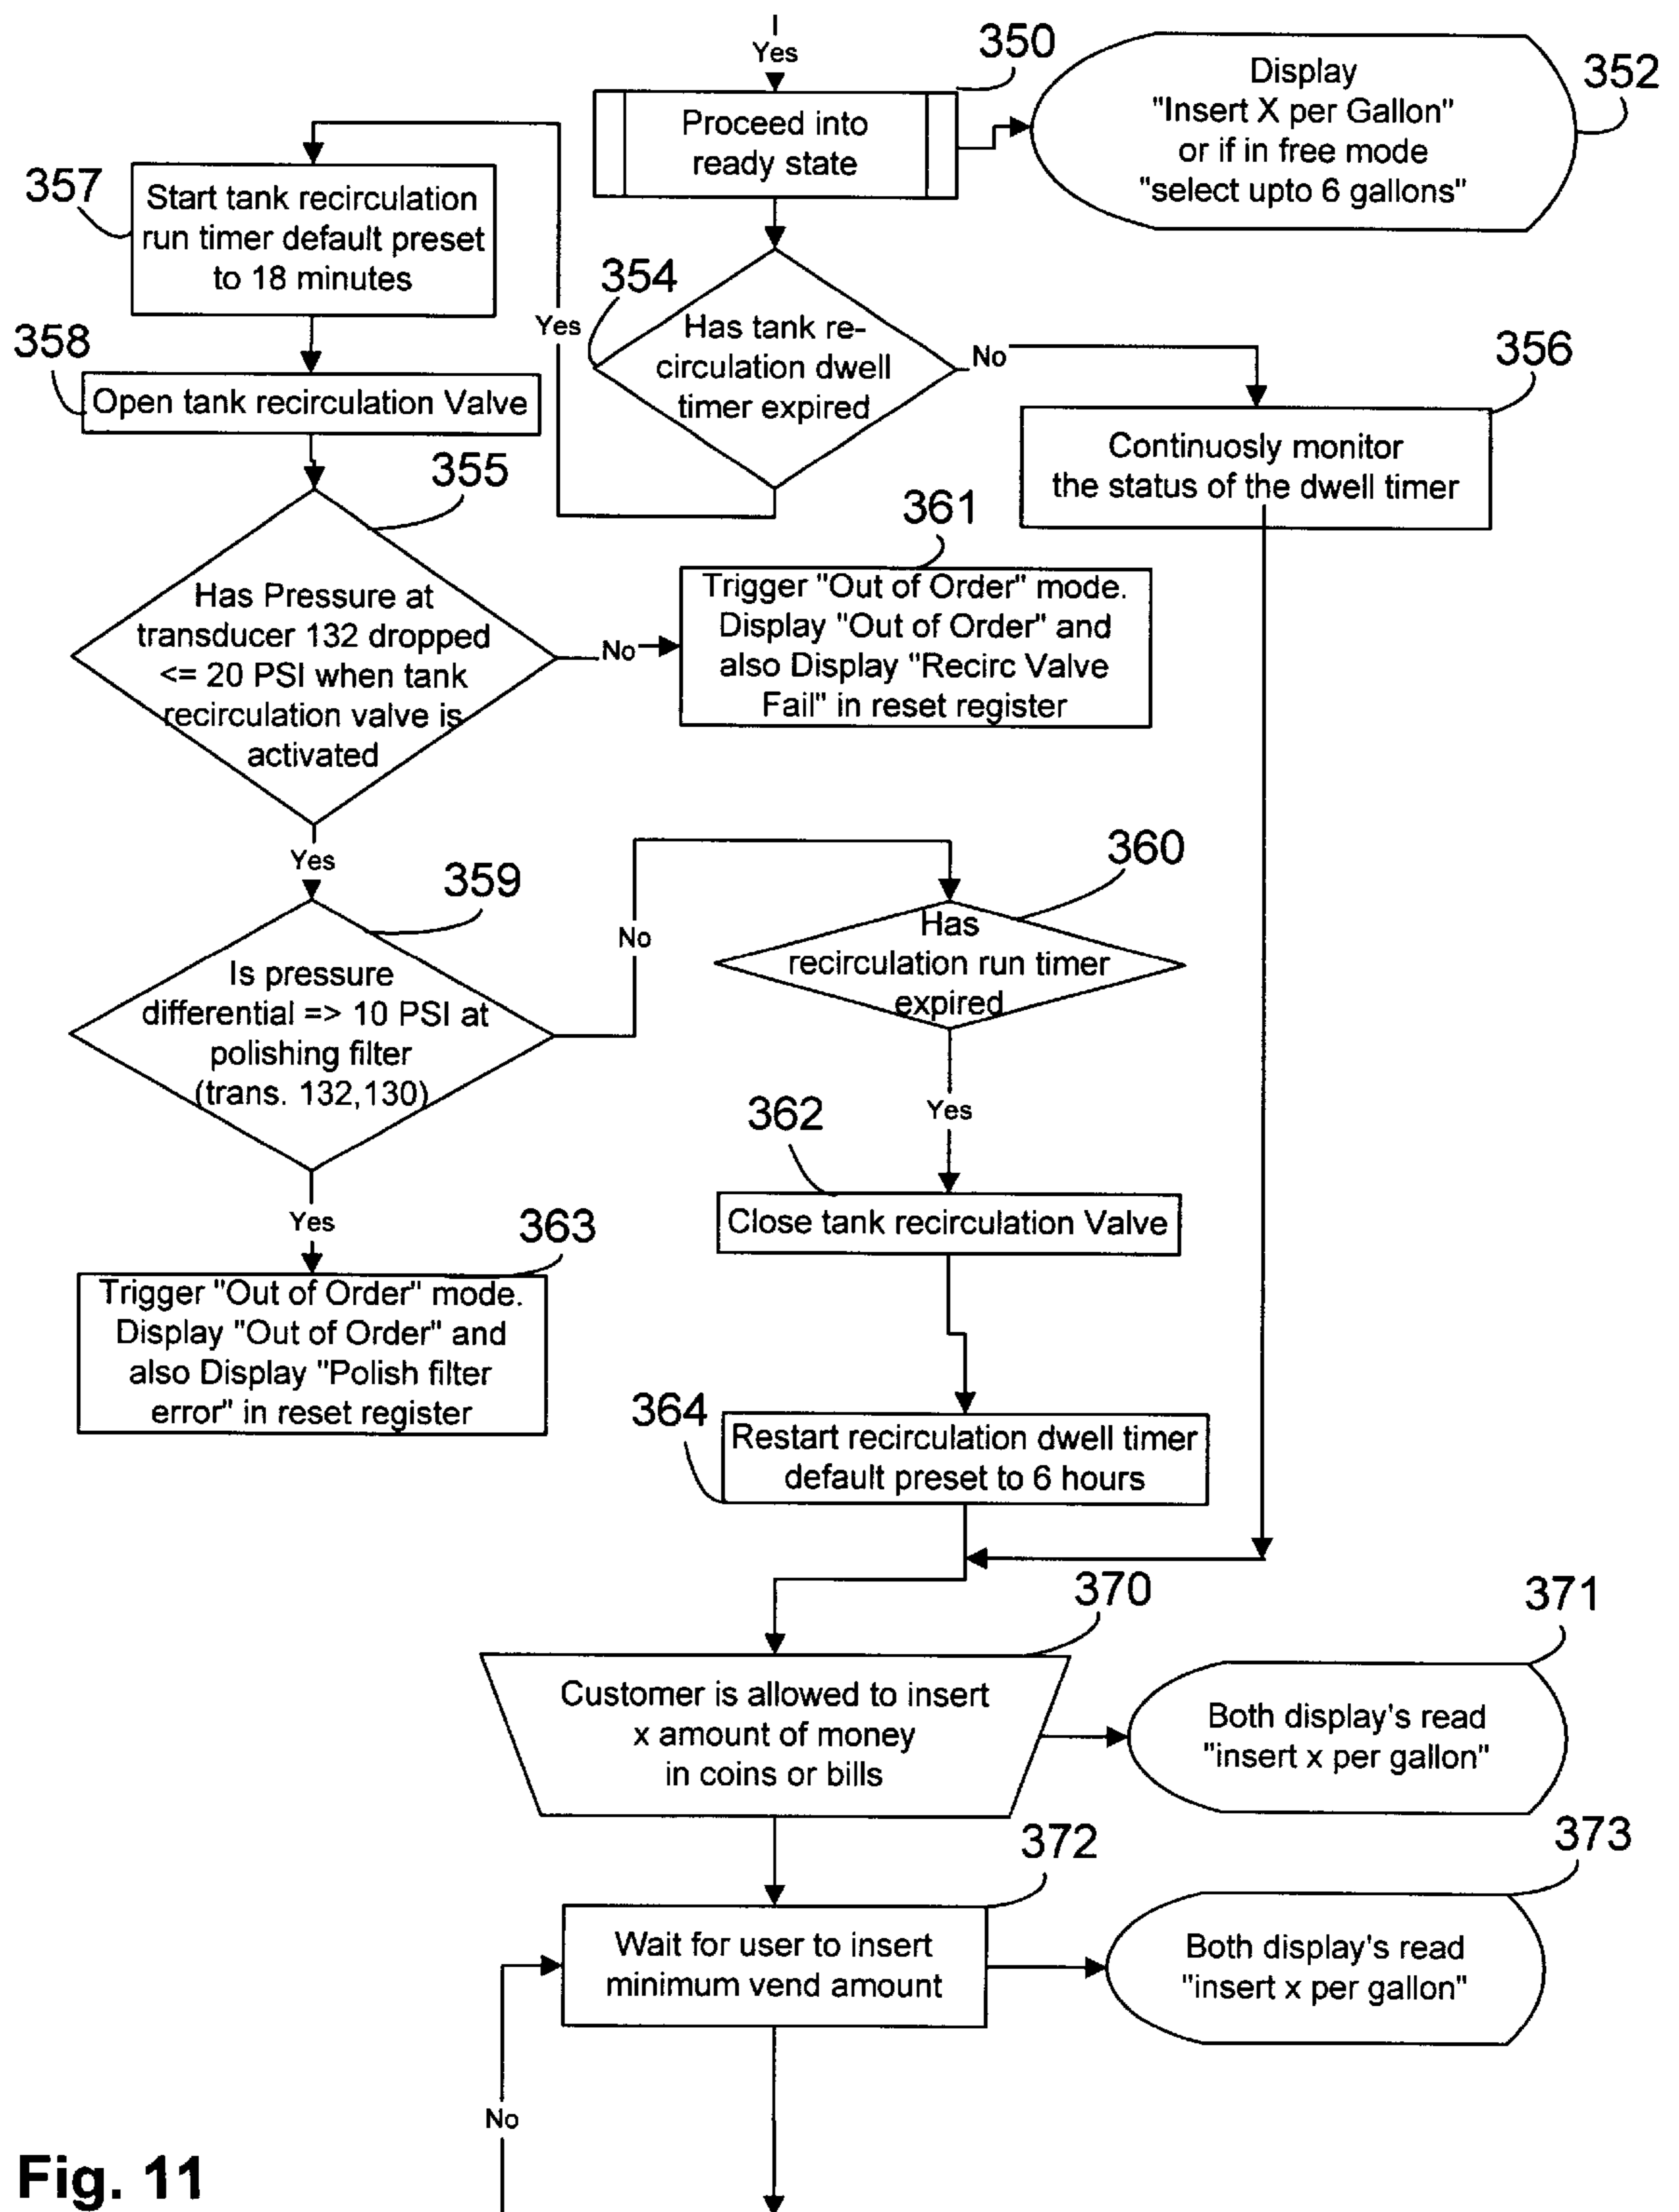 Yes
350
Proceed into
ready state
Display
"Insert X per Gallon"
or if in free mode
"select upto 6 gallons"
352
357
Start tank recirculation
run timer default preset
to 18 minutes
354
Yes
Has tank re-
circulation dwell
timer expired
No
356
Continuosly monitor
the status of the dwell timer
358
Open tank recirculation Valve
355
Has Pressure at
transducer 132 dropped
<= 20 PSI when tank
recirculation valve is
activated
No
361
Trigger "Out of Order" mode.
Display "Out of Order" and
also Display "Recirc Valve
Fail" in reset register
Yes
359
Is pressure
differential => 10 PSI at
polishing filter
(trans. 132,130)
No
360
Has
recirculation run timer
expired
Yes
362
Close tank recirculation Valve
Yes
363
Trigger "Out of Order" mode.
Display "Out of Order" and
also Display "Polish filter
error" in reset register
364
Restart recirculation dwell timer
default preset to 6 hours
370
Customer is allowed to insert
x amount of money
in coins or bills
371
Both display's read
"insert x per gallon"
372
Wait for user to insert
minimum vend amount
373
Both display's read
"insert x per gallon"
No
Fig. 11